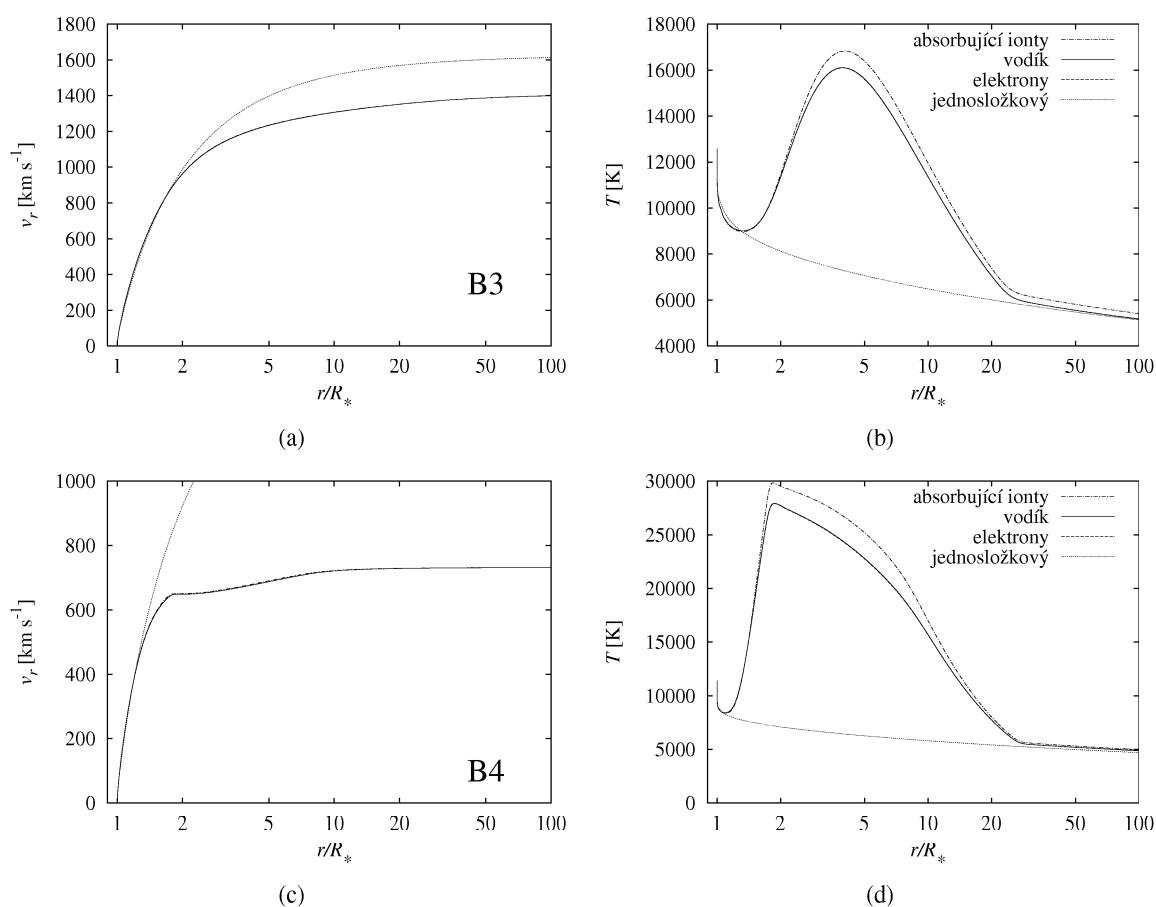 1800
1600
1400
1200
1000
800
600
400
200
0
v_r [km s^-1]
B3
1 2 5 10 20 50 100
r/R_*
(a)
18000
16000
14000
12000
10000
8000
6000
4000
T [K]
absorbující ionty
vodík
elektrony
jednosložkový
1 2 5 10 20 50 100
r/R_*
(b)
1000
800
600
400
200
0
v_r [km s^-1]
B4
1 2 5 10 20 50 100
r/R_*
(c)
30000
25000
20000
15000
10000
5000
0
T [K]
absorbující ionty
vodík
elektrony
jednosložkový
1 2 5 10 20 50 100
r/R_*
(d)